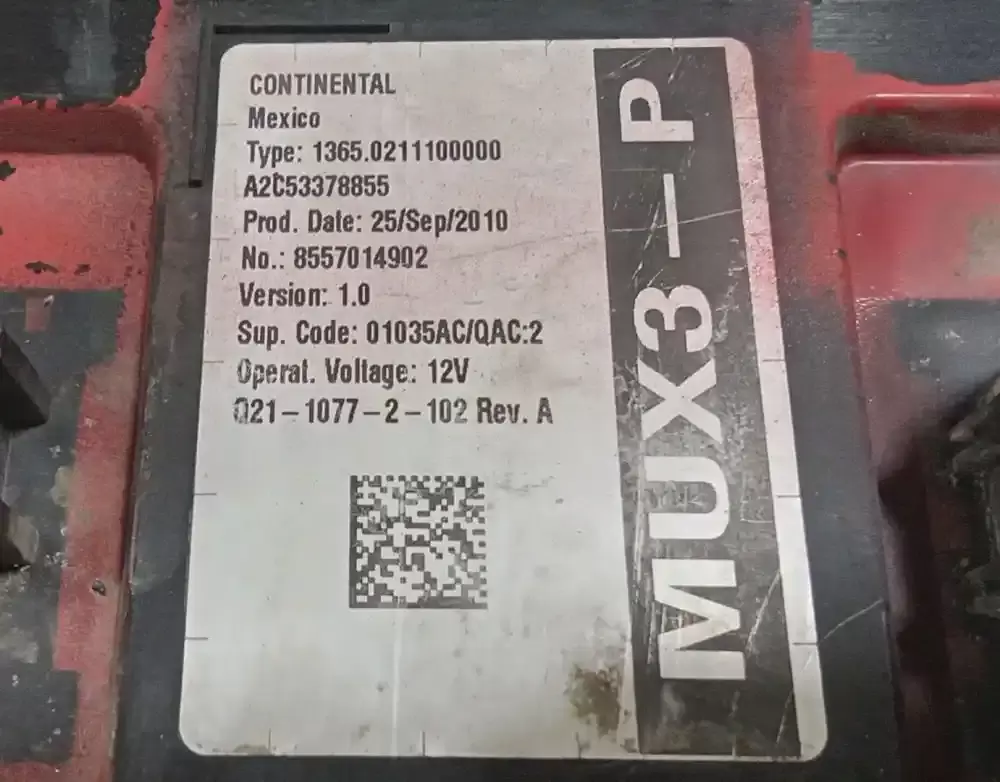 CONTINENTAL
Mexico
Type: 1365.0211100000
A2C53378855
Prod. Date: 25/Sep/2010
No.: 8557014902
Version: 1.0
Sup. Code: 01035AC/QAC:2
Operat. Voltage: 12V
Q21-1077-2-102 Rev. A
MUX3-P